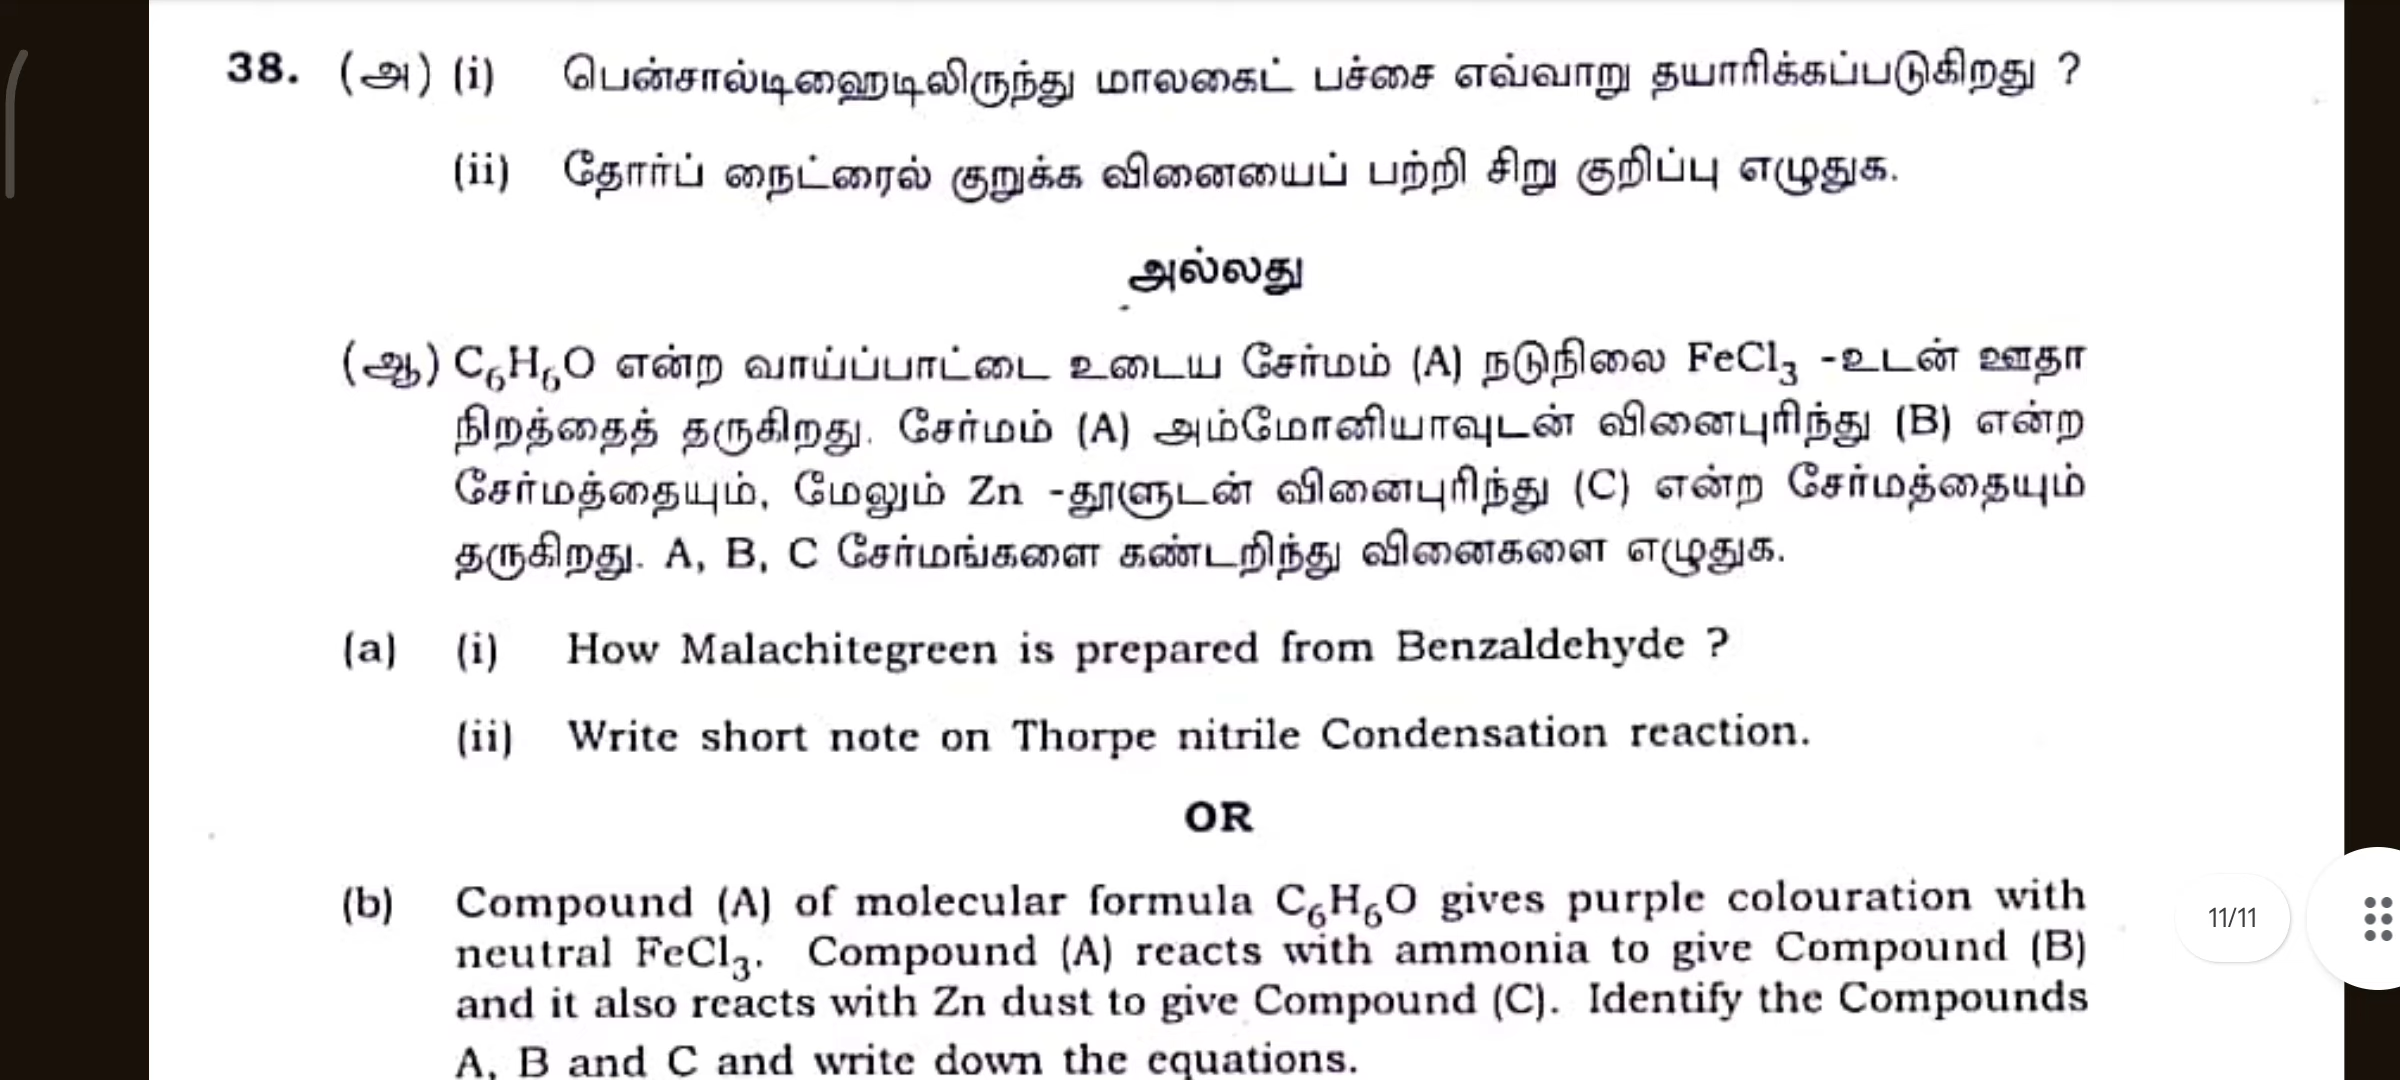 38. (அ) (i) பென்சால்டிஹைடிலிருந்து மாலகைட் பச்சை எவ்வாறு தயாரிக்கப்படுகிறது ?
(ii) தோர்ப் நைட்ரைல் குறுக்க வினையைப் பற்றி சிறு குறிப்பு எழுதுக.
அல்லது
(ஆ) C₆H₆O என்ற வாய்ப்பாட்டை உடைய சேர்மம் (A) நடுநிலை FeCl₃ -உடன் ஊதா
நிறத்தைத் தருகிறது. சேர்மம் (A) அம்மோனியாவுடன் வினைபுரிந்து (B) என்ற
சேர்மத்தையும், மேலும் Zn -தூளுடன் வினைபுரிந்து (C) என்ற சேர்மத்தையும்
தருகிறது. A, B, C சேர்மங்களை கண்டறிந்து வினைகளை எழுதுக.
(a) (i) How Malachitegreen is prepared from Benzaldehyde ?
(ii) Write short note on Thorpe nitrile Condensation reaction.
OR
(b) Compound (A) of molecular formula C₆H₆O gives purple colouration with
neutral FeCl₃. Compound (A) reacts with ammonia to give Compound (B)
and it also reacts with Zn dust to give Compound (C). Identify the Compounds
A, B and C and write down the equations.
11/11